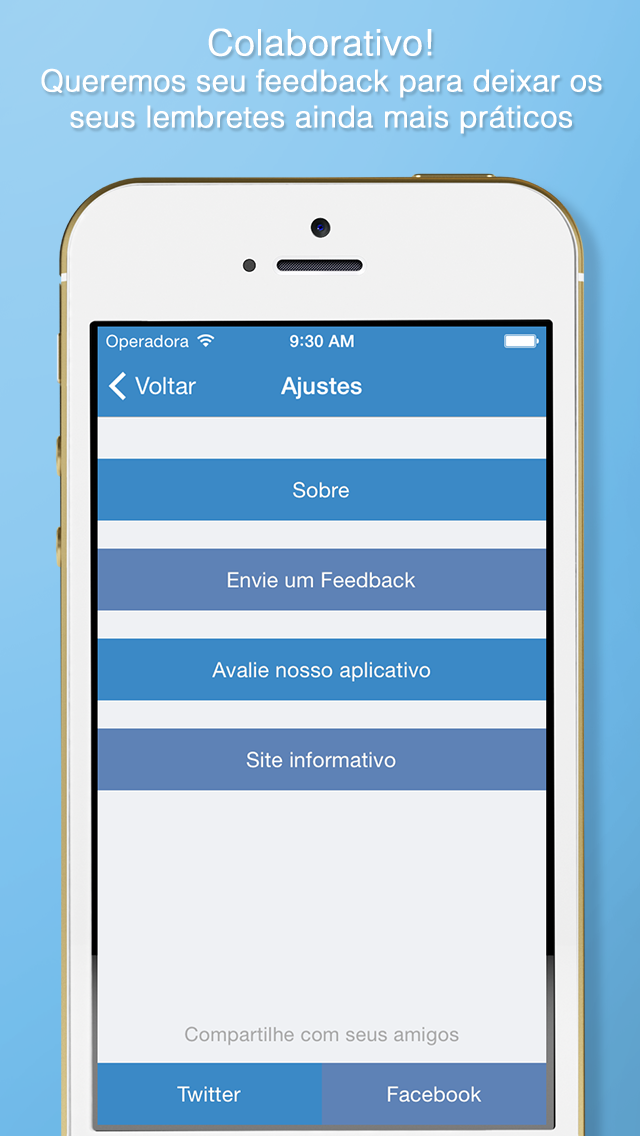 Colaborativo!
Queremos seu feedback para deixar os
seus lembretes ainda mais práticos
Operadora 9:30 AM
Voltar Ajustes
Sobre
Envie um Feedback
Avalie nosso aplicativo
Site informativo
Compartilhe com seus amigos
Twitter Facebook